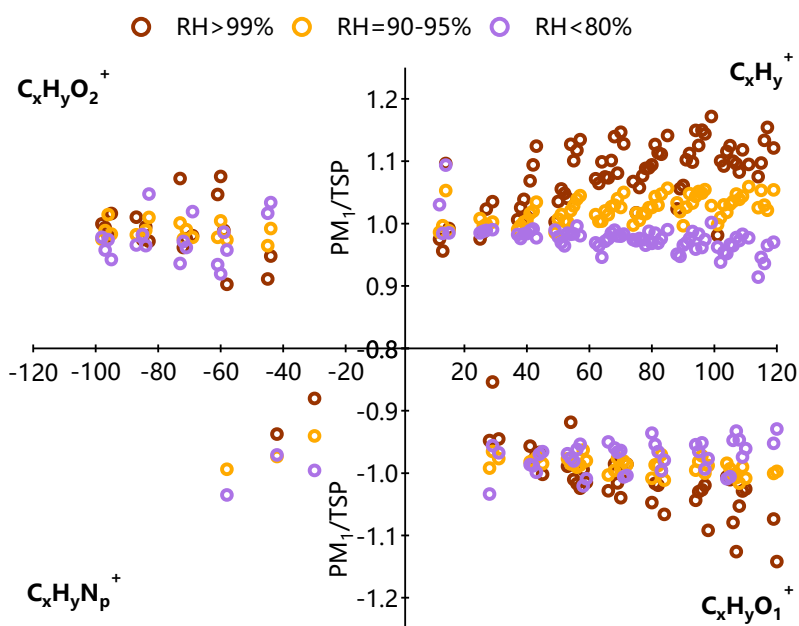 RH>99% RH=90-95% RH<80%
CxHyO2+ CxHy+
1.2
1.1
1.0
0.9
-0.8
-120 -100 -80 -60 -40 -20 20 40 60 80 100 120
-0.9
-1.0
-1.1
-1.2
PM1/TSP
PM1/TSP
CxHyNp+ CxHyO1+